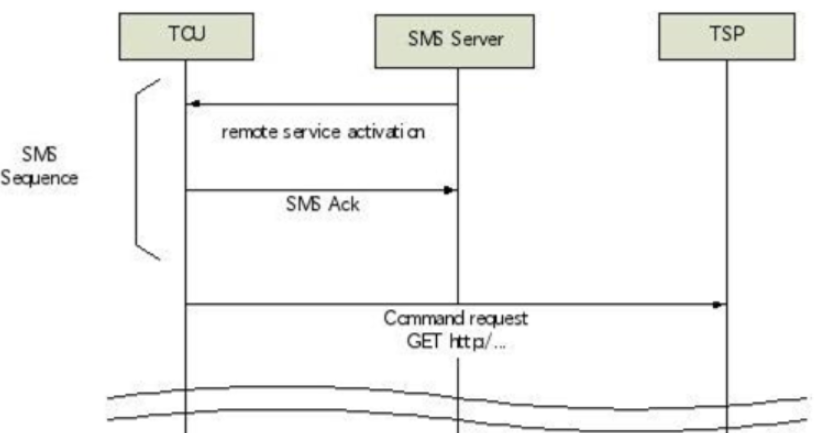 TCU
SMS Server
TSP
remote service activation
SMS
Sequence
SMS Ack
Command request
GET http/...